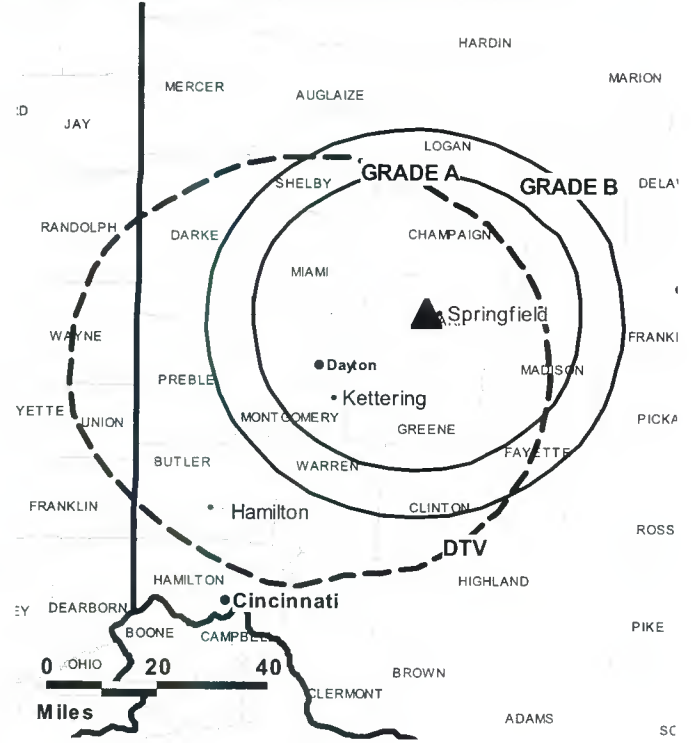 HARDIN
MERCER
MARION
AUGLAIZE
JAY
LOGAN
GRADE A
SHELBY
GRADE B
RANDOLPH
DARKE
CHAMPAIGN
MIAMI
Springfield
WAYNE
Dayton
MADISON
PREBLE
Kettering
UNION
MONTGOMERY
GREENE
FAYETTE
BUTLER
WARREN
FRANKLIN
Hamilton
CLINTON
ROSS
DTV
HAMILTON
HIGHLAND
Cincinnati
DEARBORN
BOONE
CAMPBELL
PIKE
0 OHIO 20 40
BROWN
CLERMONT
Miles
ADAMS